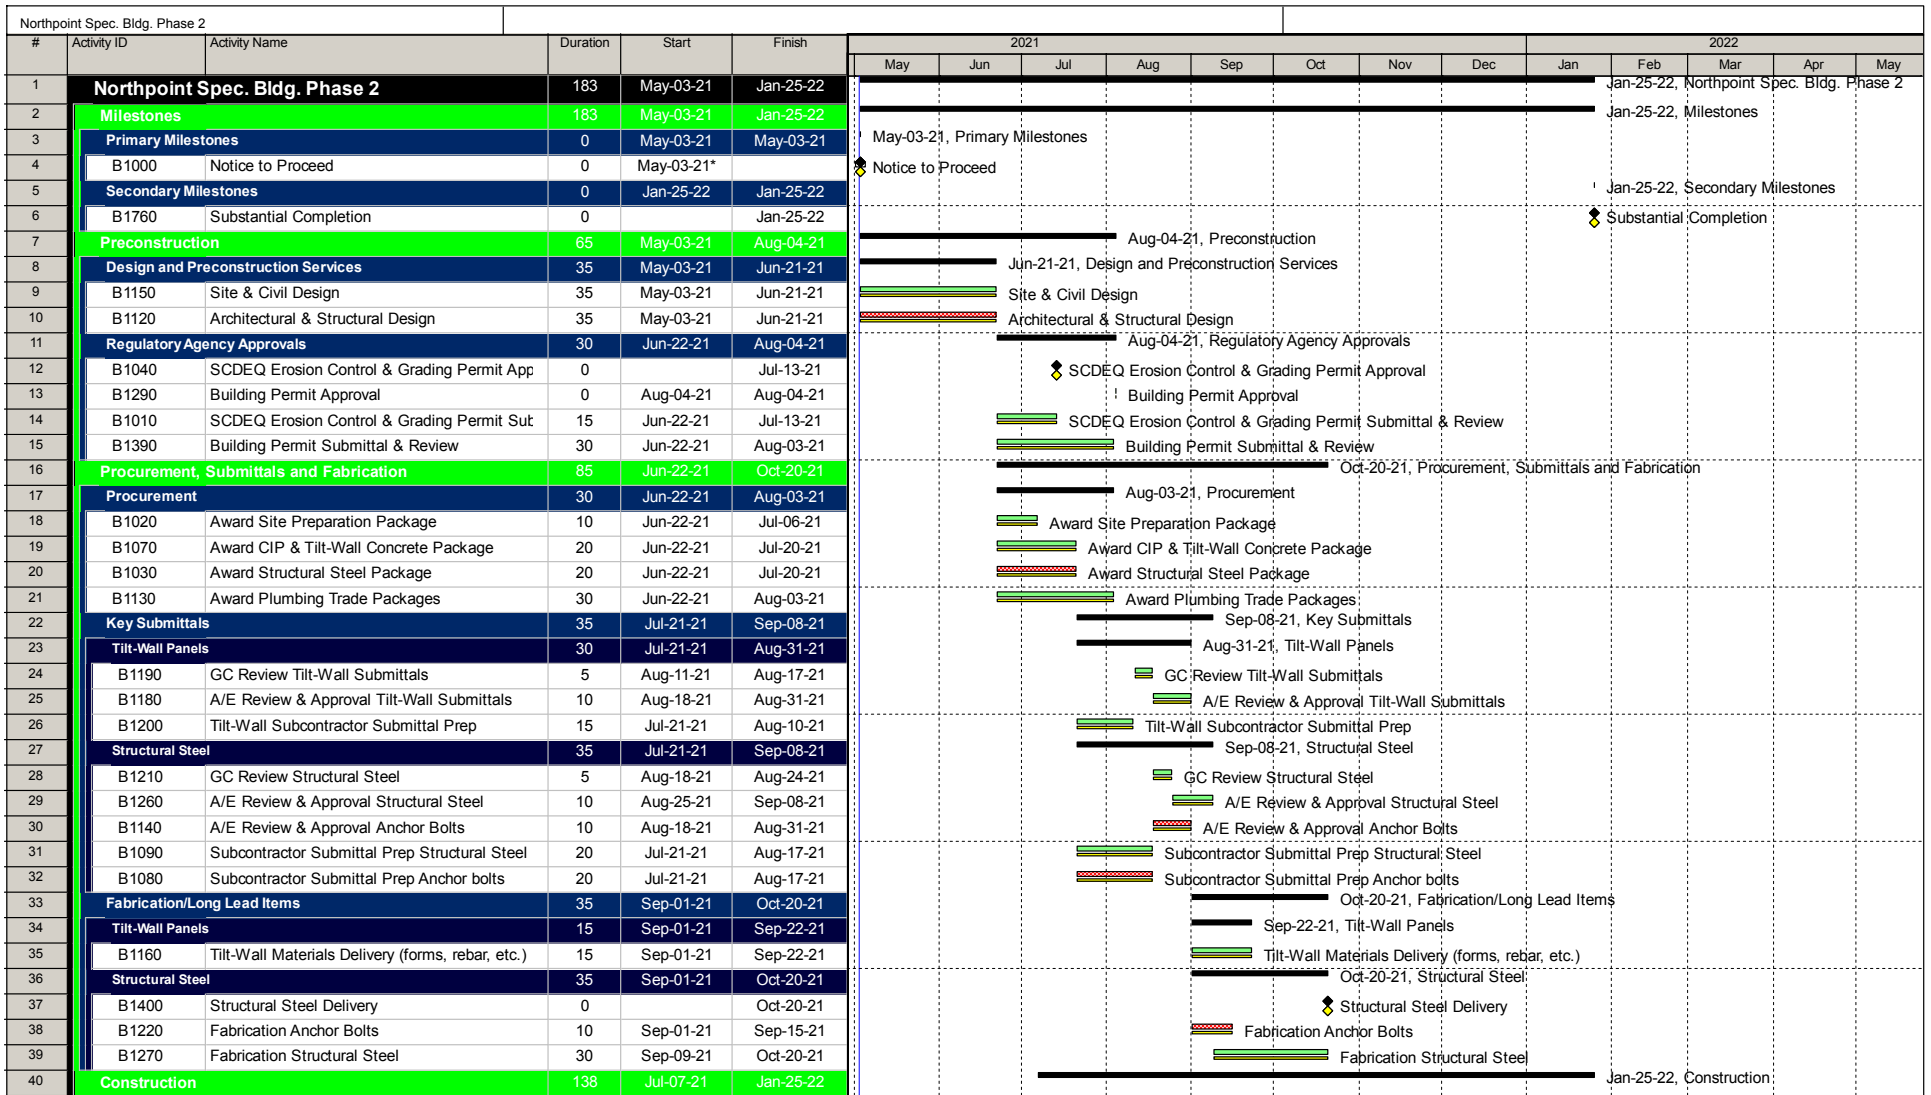 Northpoint Spec. Bldg. Phase 2
# Activity ID Activity Name Duration Start Finish 2021 2022
May Jun Jul Aug Sep Oct Nov Dec Jan Feb Mar Apr May
1 Northpoint Spec. Bldg. Phase 2 183 May-03-21 Jan-25-22 Jan-25-22, Northpoint Spec. Bldg. Phase 2
2 Milestones 183 May-03-21 Jan-25-22 Jan-25-22, Milestones
3 Primary Milestones 0 May-03-21 May-03-21 May-03-21, Primary Milestones
4 B1000 Notice to Proceed 0 May-03-21* Notice to Proceed
5 Secondary Milestones 0 Jan-25-22 Jan-25-22 Jan-25-22, Secondary Milestones
6 B1760 Substantial Completion 0 Jan-25-22 Substantial Completion
7 Preconstruction 65 May-03-21 Aug-04-21 Aug-04-21, Preconstruction
8 Design and Preconstruction Services 35 May-03-21 Jun-21-21 Jun-21-21, Design and Preconstruction Services
9 B1150 Site & Civil Design 35 May-03-21 Jun-21-21 Site & Civil Design
10 B1120 Architectural & Structural Design 35 May-03-21 Jun-21-21 Architectural & Structural Design
11 Regulatory Agency Approvals 30 Jun-22-21 Aug-04-21 Aug-04-21, Regulatory Agency Approvals
12 B1040 SCDEQ Erosion Control & Grading Permit App 0 Jul-13-21 SCDEQ Erosion Control & Grading Permit Approval
13 B1290 Building Permit Approval 0 Aug-04-21 Aug-04-21 Building Permit Approval
14 B1010 SCDEQ Erosion Control & Grading Permit Sub 15 Jun-22-21 Jul-13-21 SCDEQ Erosion Control & Grading Permit Submittal & Review
15 B1390 Building Permit Submittal & Review 30 Jun-22-21 Aug-03-21 Building Permit Submittal & Review
16 Procurement, Submittals and Fabrication 85 Jun-22-21 Oct-20-21 Oct-20-21, Procurement, Submittals and Fabrication
17 Procurement 30 Jun-22-21 Aug-03-21 Aug-03-21, Procurement
18 B1020 Award Site Preparation Package 10 Jun-22-21 Jul-06-21 Award Site Preparation Package
19 B1070 Award CIP & Tilt-Wall Concrete Package 20 Jun-22-21 Jul-20-21 Award CIP & Tilt-Wall Concrete Package
20 B1030 Award Structural Steel Package 20 Jun-22-21 Jul-20-21 Award Structural Steel Package
21 B1130 Award Plumbing Trade Packages 30 Jun-22-21 Aug-03-21 Award Plumbing Trade Packages
22 Key Submittals 35 Jul-21-21 Sep-08-21 Sep-08-21, Key Submittals
23 Tilt-Wall Panels 30 Jul-21-21 Aug-31-21 Aug-31-21, Tilt-Wall Panels
24 B1190 GC Review Tilt-Wall Submittals 5 Aug-11-21 Aug-17-21 GC Review Tilt-Wall Submittals
25 B1180 A/E Review & Approval Tilt-Wall Submittals 10 Aug-18-21 Aug-31-21 A/E Review & Approval Tilt-Wall Submittals
26 B1200 Tilt-Wall Subcontractor Submittal Prep 15 Jul-21-21 Aug-10-21 Tilt-Wall Subcontractor Submittal Prep
27 Structural Steel 35 Jul-21-21 Sep-08-21 Sep-08-21, Structural Steel
28 B1210 GC Review Structural Steel 5 Aug-18-21 Aug-24-21 GC Review Structural Steel
29 B1260 A/E Review & Approval Structural Steel 10 Aug-25-21 Sep-08-21 A/E Review & Approval Structural Steel
30 B1140 A/E Review & Approval Anchor Bolts 10 Aug-18-21 Aug-31-21 A/E Review & Approval Anchor Bolts
31 B1090 Subcontractor Submittal Prep Structural Steel 20 Jul-21-21 Aug-17-21 Subcontractor Submittal Prep Structural Steel
32 B1080 Subcontractor Submittal Prep Anchor bolts 20 Jul-21-21 Aug-17-21 Subcontractor Submittal Prep Anchor bolts
33 Fabrication/Long Lead Items 35 Sep-01-21 Oct-20-21 Oct-20-21, Fabrication/Long Lead Items
34 Tilt-Wall Panels 15 Sep-01-21 Sep-22-21 Sep-22-21, Tilt-Wall Panels
35 B1160 Tilt-Wall Materials Delivery (forms, rebar, etc.) 15 Sep-01-21 Sep-22-21 Tilt-Wall Materials Delivery (forms, rebar, etc.)
36 Structural Steel 35 Sep-01-21 Oct-20-21 Oct-20-21, Structural Steel
37 B1400 Structural Steel Delivery 0 Oct-20-21 Structural Steel Delivery
38 B1220 Fabrication Anchor Bolts 10 Sep-01-21 Sep-15-21 Fabrication Anchor Bolts
39 B1270 Fabrication Structural Steel 30 Sep-09-21 Oct-20-21 Fabrication Structural Steel
40 Construction 138 Jul-07-21 Jan-25-22 Jan-25-22, Construction